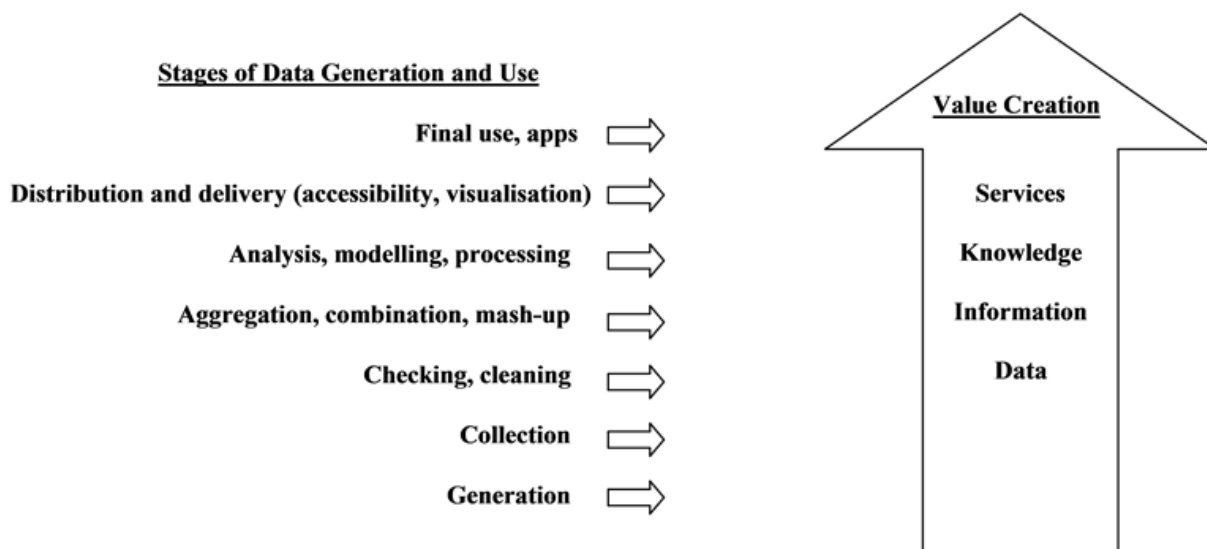 Stages of Data Generation and Use
Final use, apps
Distribution and delivery (accessibility, visualisation)
Analysis, modelling, processing
Aggregation, combination, mash-up
Checking, cleaning
Collection
Generation
Value Creation
Services
Knowledge
Information
Data